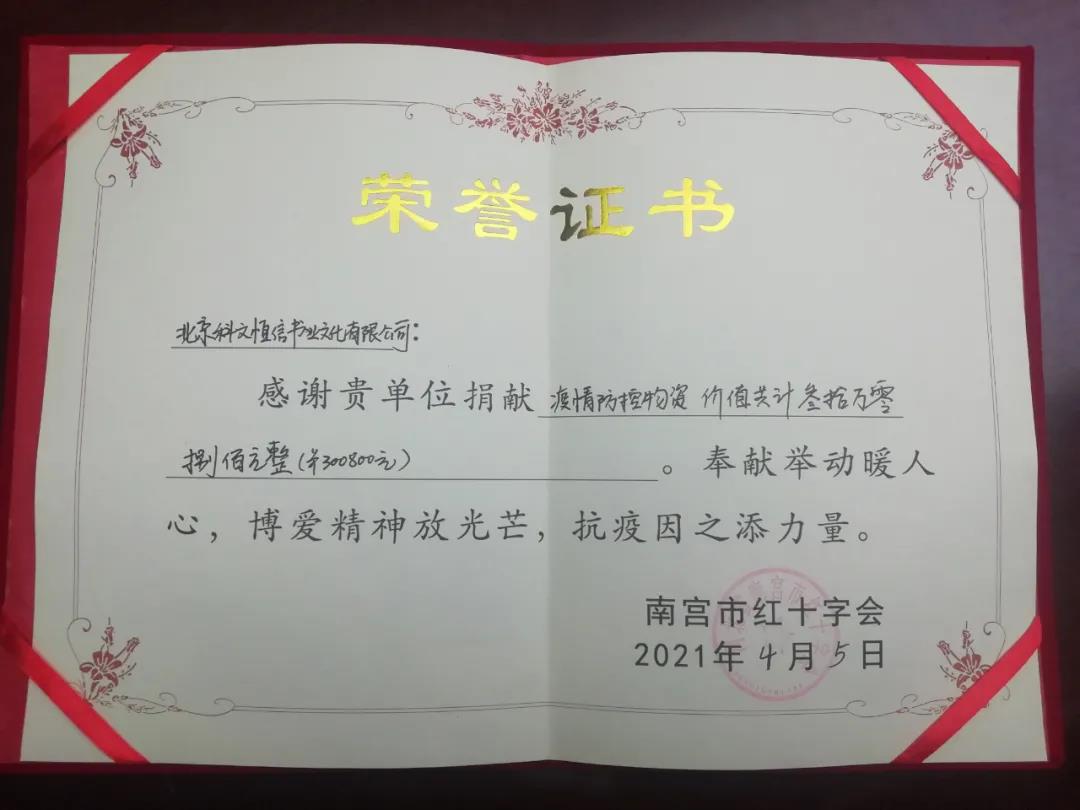 荣誉证书
北京科文恒信书业文化有限公司：
感谢贵单位捐献 疫情防控物资 价值共计叁拾万零
捌佰元整(¥300800元)。奉献举动暖人
心，博爱精神放光芒，抗疫因之添力量。
南宫市红十字会
2021年4月5日